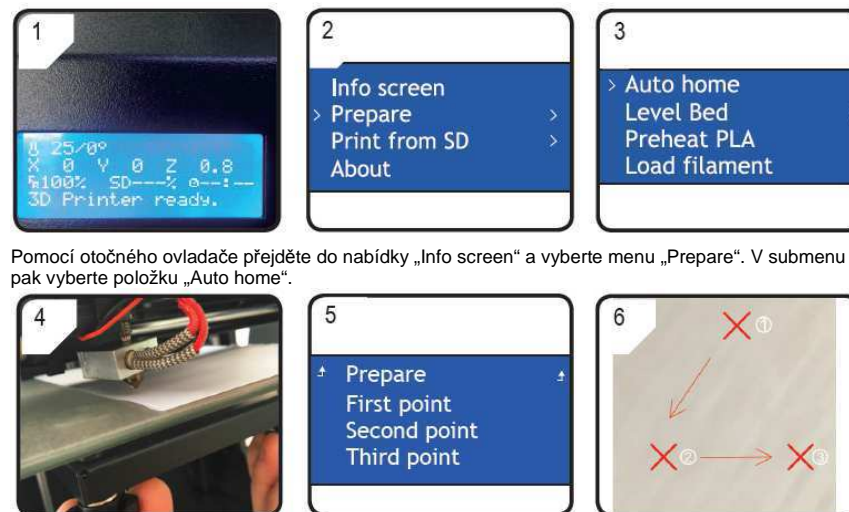 1
🌡 25/0°
X 0 Y 0 Z 0.8
100% SD---% --:--
3D Printer ready.
2
Info screen
> Prepare >
Print from SD >
About
3
> Auto home
Level Bed
Preheat PLA
Load filament
Pomocí otočného ovladače přejděte do nabídky „Info screen“ a vyberte menu „Prepare“. V submenu
pak vyberte položku „Auto home“.
4
5
Prepare
First point
Second point
Third point
6
①
②
③